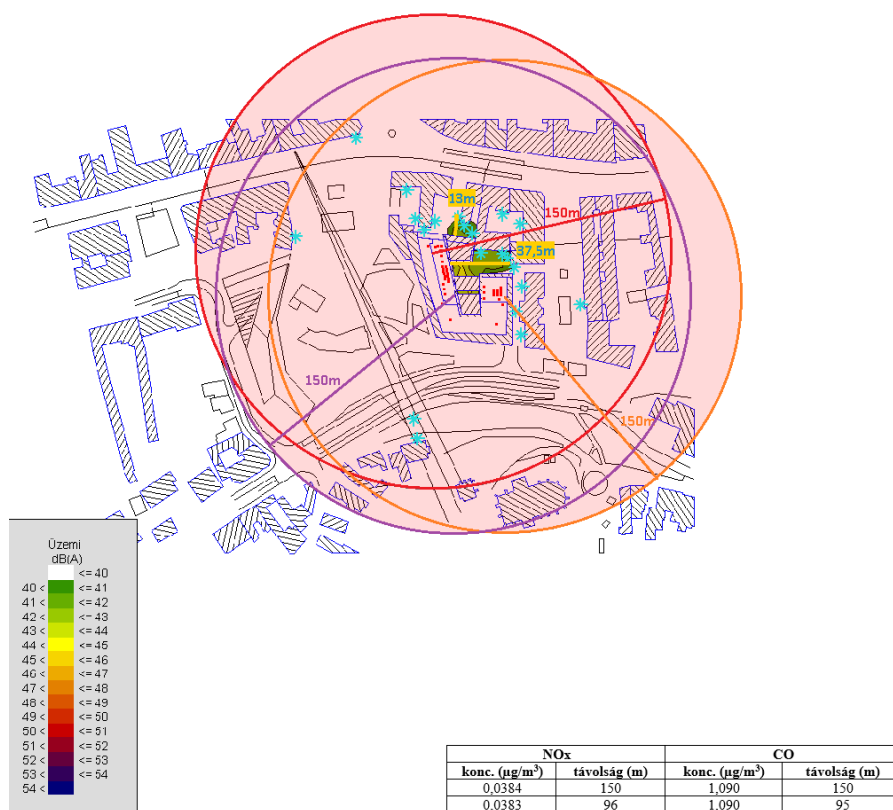 13m
150m
37,5m
150m
150m
Üzemi
dB(A)
<= 40
40 < <= 41
41 < <= 42
42 < <= 43
43 < <= 44
44 < <= 45
45 < <= 46
46 < <= 47
47 < <= 48
48 < <= 49
49 < <= 50
50 < <= 51
51 < <= 52
52 < <= 53
53 < <= 54
54 <
NOx CO
konc. (µg/m³) távolság (m) konc. (µg/m³) távolság (m)
0,0384 150 1,090 150
0,0383 96 1,090 95